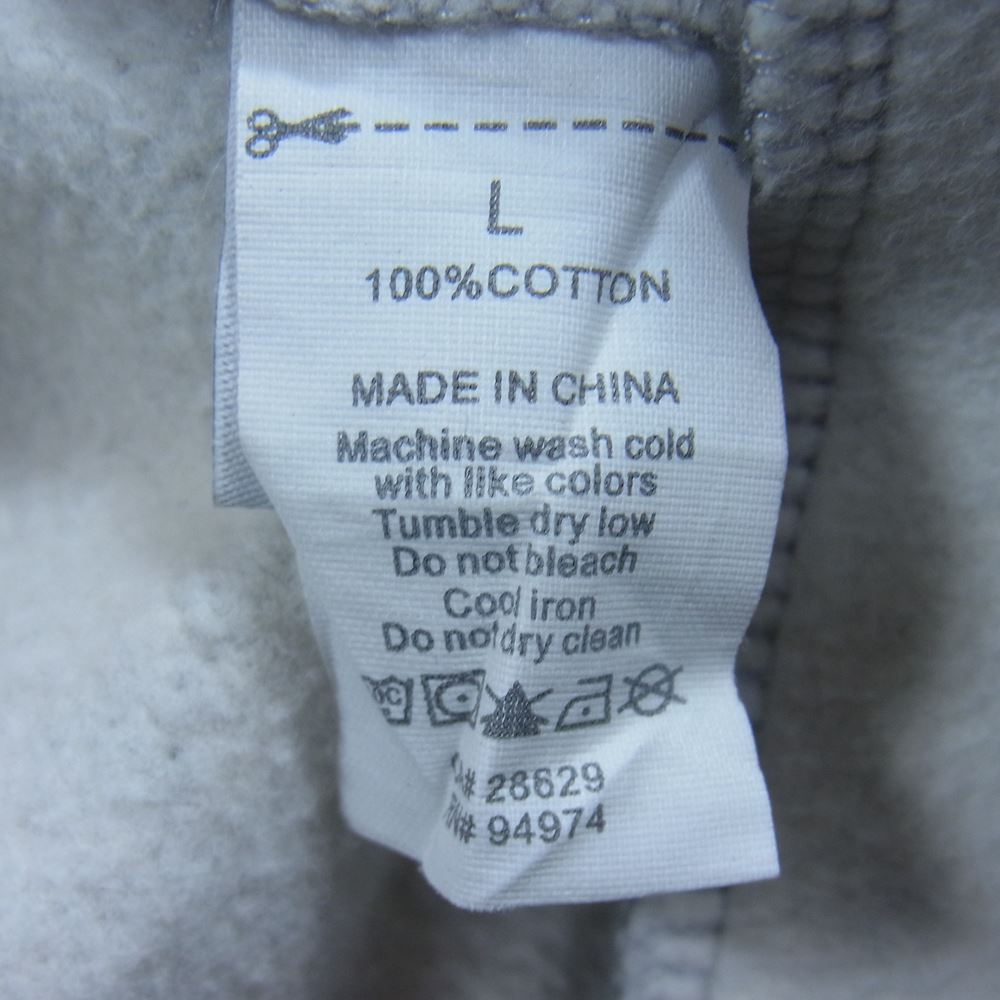 L
100%COTTON
MADE IN CHINA
Machine wash cold
with like colors
Tumble dry low
Do not bleach
Cool iron
Do not dry clean
# 28629
# 94974